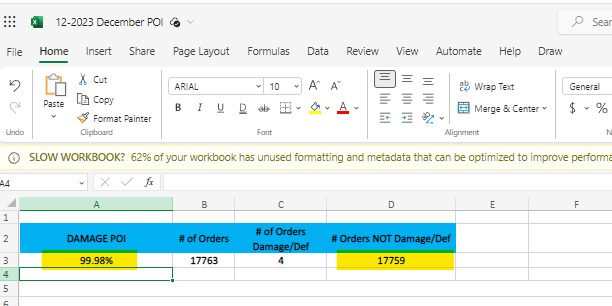 12-2023 December POI
Sear
File Home Insert Share Page Layout Formulas Data Review View Automate Help Draw
Paste
Cut
Copy
Format Painter
ARIAL 10 A^ A˅
B I U D ab A
ab Wrap Text
Merge & Center
General
$ %
Undo Clipboard Font Alignment N
SLOW WORKBOOK? 62% of your workbook has unused formatting and metadata that can be optimized to improve performa
A4 fx
A B C D E F
1
2 DAMAGE POI # of Orders # of Orders Damage/Def # Orders NOT Damage/Def
3 99.98% 17763 4 17759
4
5
6